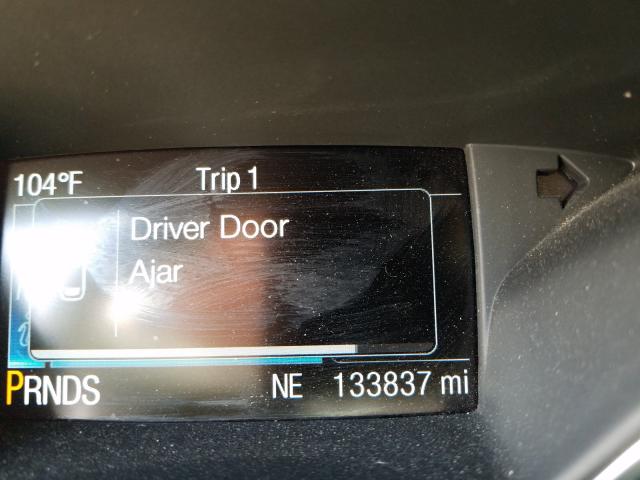 104°F Trip 1
Driver Door
Ajar
PRNDS NE 133837 mi